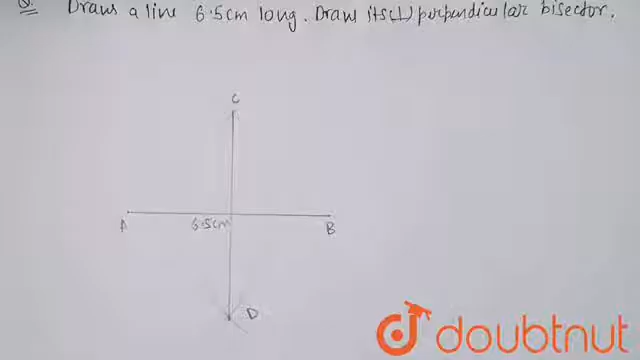 Q. Draw a line 6.5cm long. Draw its(⊥) perpendicular bisector.
C
A
6.5cm
B
D
doubtnut